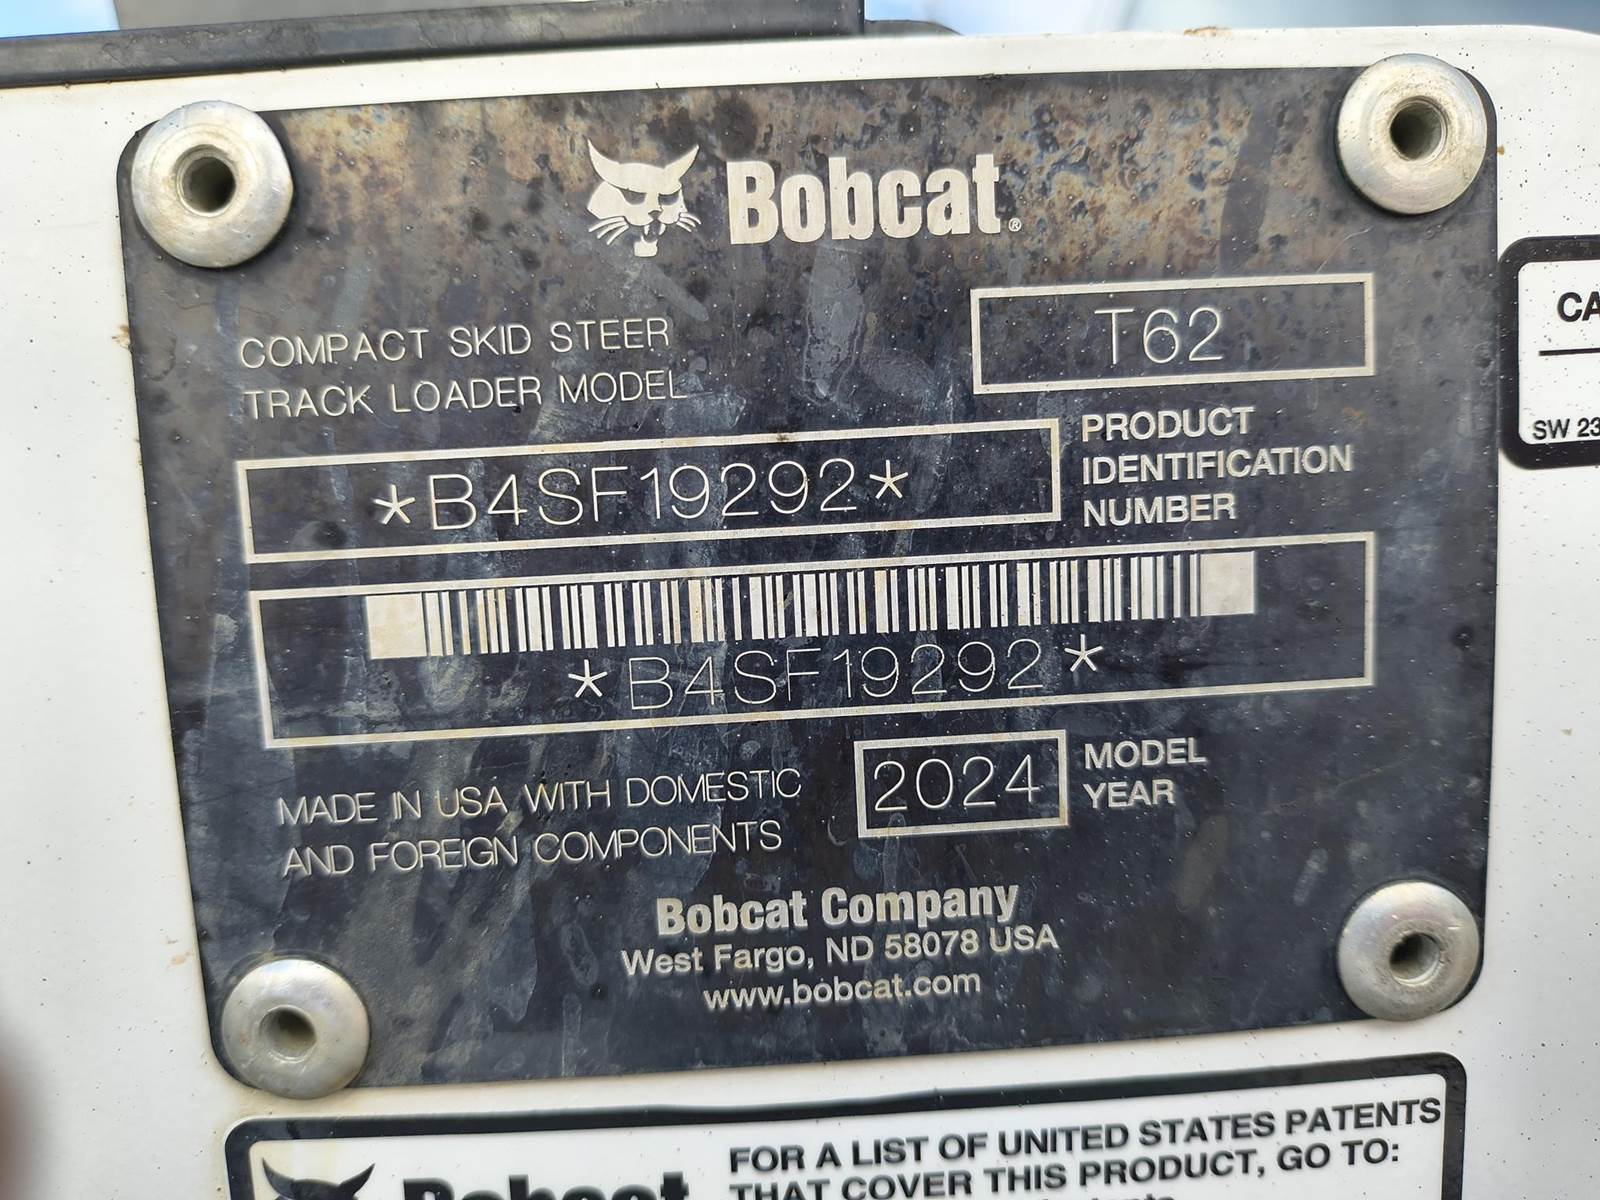 Bobcat®
COMPACT SKID STEER
TRACK LOADER MODEL
T62
*B4SF19292*
PRODUCT
IDENTIFICATION
NUMBER
*B4SF19292*
MADE IN USA WITH DOMESTIC
AND FOREIGN COMPONENTS
2024
MODEL
YEAR
Bobcat Company
West Fargo, ND 58078 USA
www.bobcat.com
CA
SW 23
Bobcat
FOR A LIST OF UNITED STATES PATENTS
THAT COVER THIS PRODUCT, GO TO: